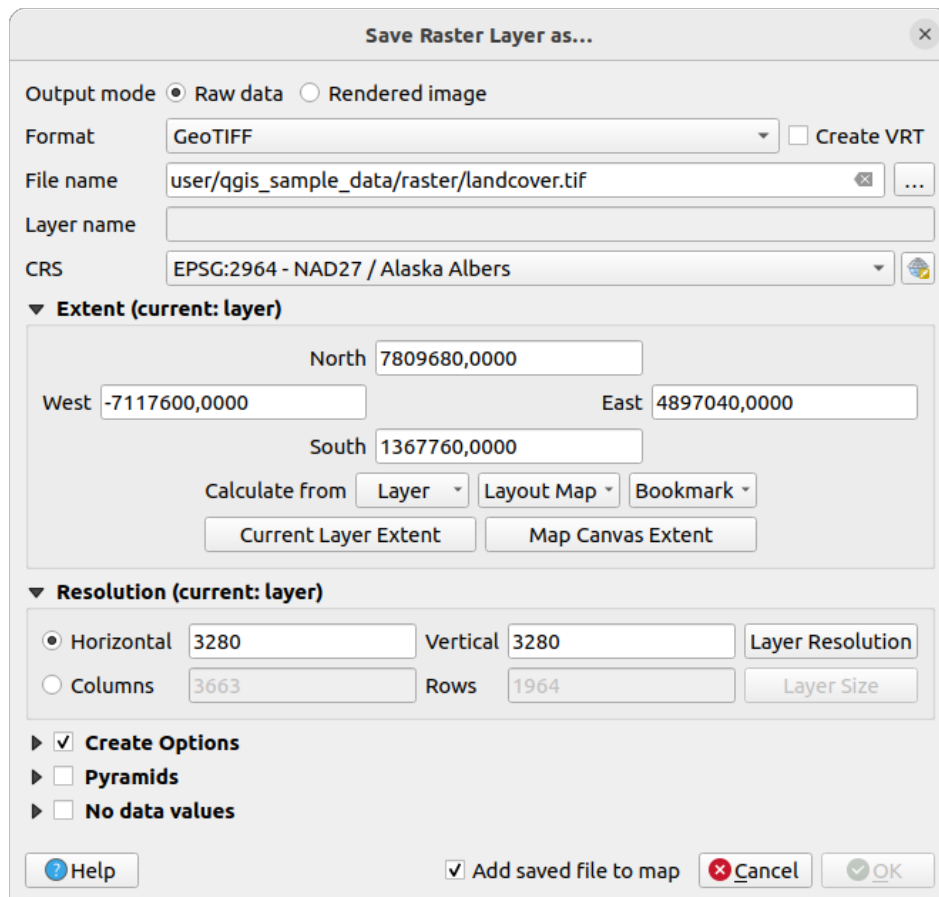 Save Raster Layer as...
Output mode Raw data Rendered image
Format GeoTIFF Create VRT
File name user/qgis_sample_data/raster/landcover.tif ...
Layer name
CRS EPSG:2964 - NAD27 / Alaska Albers
Extent (current: layer)
North 7809680,0000
West -7117600,0000 East 4897040,0000
South 1367760,0000
Calculate from Layer Layout Map Bookmark
Current Layer Extent Map Canvas Extent
Resolution (current: layer)
Horizontal 3280 Vertical 3280 Layer Resolution
Columns 3663 Rows 1964 Layer Size
Create Options
Pyramids
No data values
Help Add saved file to map Cancel OK